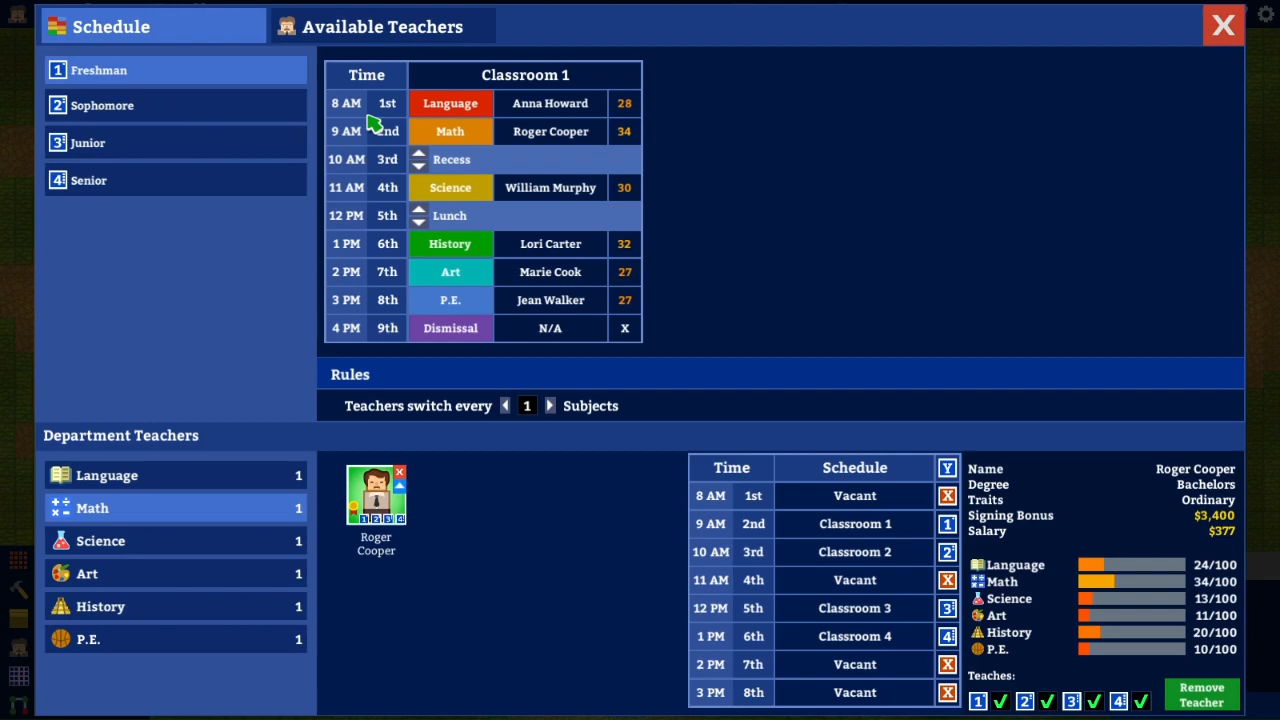 Schedule
Available Teachers
X
1 Freshman
2 Sophomore
3 Junior
4 Senior
Time Classroom 1
8 AM 1st Language Anna Howard 28
9 AM 2nd Math Roger Cooper 34
10 AM 3rd Recess
11 AM 4th Science William Murphy 30
12 PM 5th Lunch
1 PM 6th History Lori Carter 32
2 PM 7th Art Marie Cook 27
3 PM 8th P.E. Jean Walker 27
4 PM 9th Dismissal N/A X
Rules
Teachers switch every 1 Subjects
Department Teachers
Language 1
Math 1
Science 1
Art 1
History 1
P.E. 1
1 2 3 4
Roger
Cooper
Time Schedule Y
8 AM 1st Vacant X
9 AM 2nd Classroom 1 1
10 AM 3rd Classroom 2 2
11 AM 4th Vacant X
12 PM 5th Classroom 3 3
1 PM 6th Classroom 4 4
2 PM 7th Vacant X
3 PM 8th Vacant X
Name Roger Cooper
Degree Bachelors
Traits Ordinary
Signing Bonus $3,400
Salary $377
Language 24/100
Math 34/100
Science 13/100
Art 11/100
History 20/100
P.E. 10/100
Teaches:
1 2 3 4
Remove
Teacher